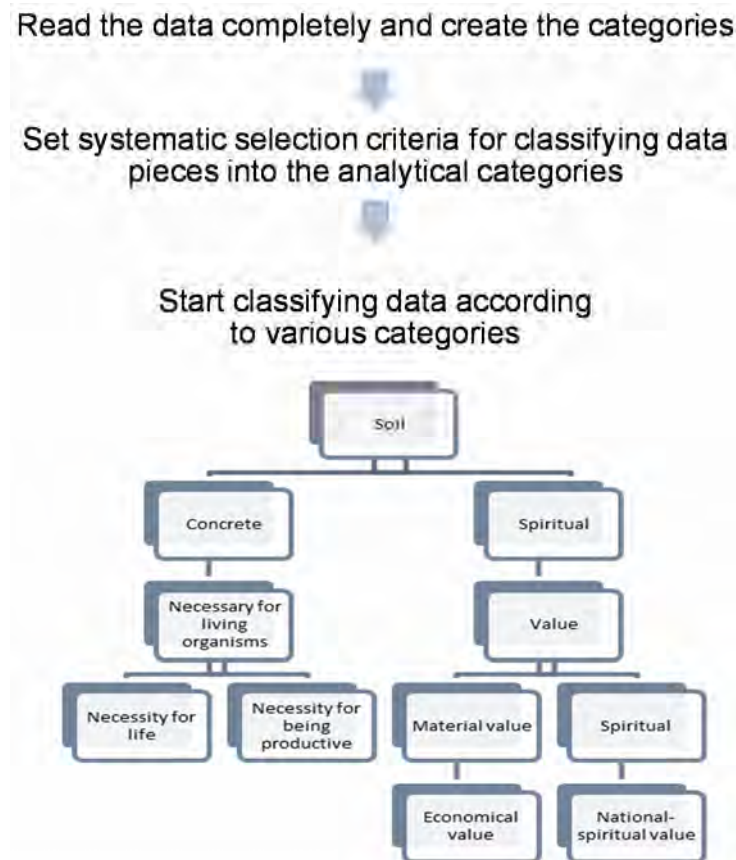 Read the data completely and create the categories
Set systematic selection criteria for classifying data
pieces into the analytical categories
Start classifying data according
to various categories
Soil
Concrete
Spiritual
Necessary for
living
organisms
Value
Necessity for
life
Necessity for
being
productive
Material value
Spiritual
Economical
value
National-
spiritual value